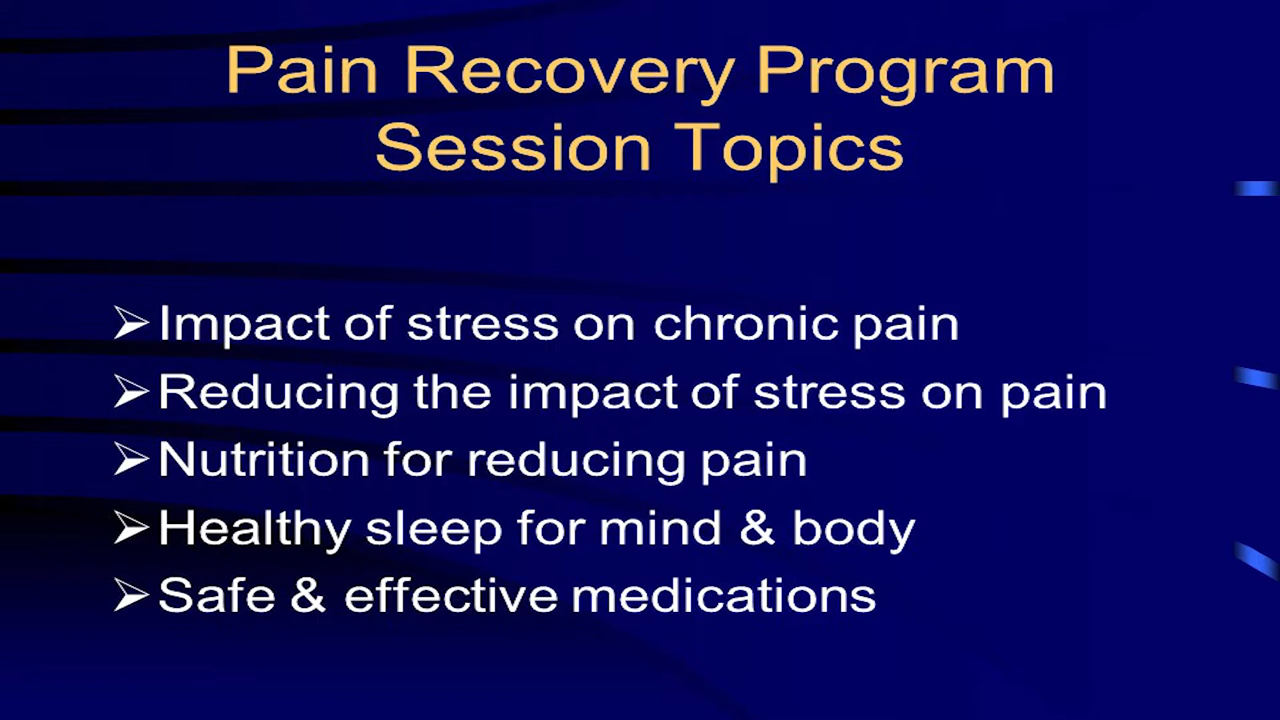 Pain Recovery Program
Session Topics
➢Impact of stress on chronic pain
➢Reducing the impact of stress on pain
➢Nutrition for reducing pain
➢Healthy sleep for mind & body
➢Safe & effective medications